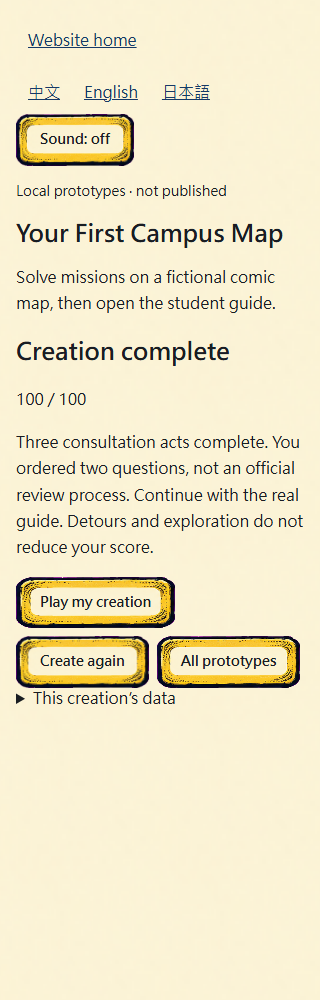 Website home
中文 English 日本語
Sound: off
Local prototypes · not published
Your First Campus Map
Solve missions on a fictional comic
map, then open the student guide.
Creation complete
100 / 100
Three consultation acts complete. You
ordered two questions, not an official
review process. Continue with the real
guide. Detours and exploration do not
reduce your score.
Play my creation
Create again All prototypes
This creation’s data